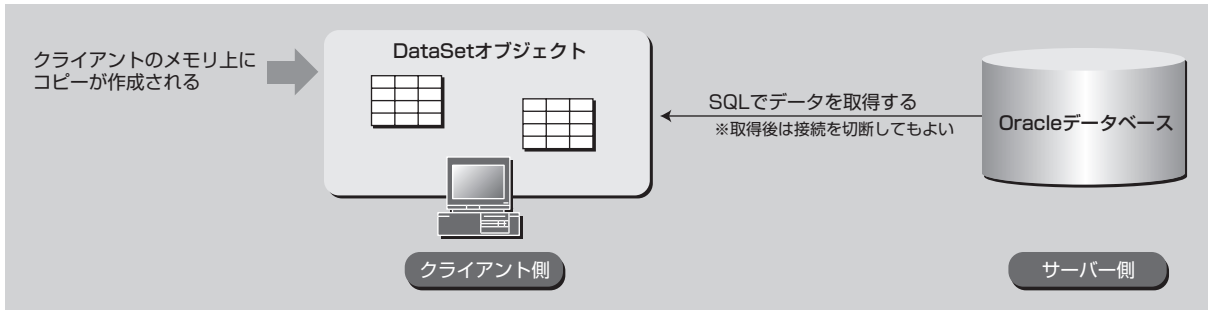 クライアントのメモリ上に
コピーが作成される
DataSetオブジェクト
SQLでデータを取得する
※取得後は接続を切断してもよい
Oracleデータベース
クライアント側
サーバー側